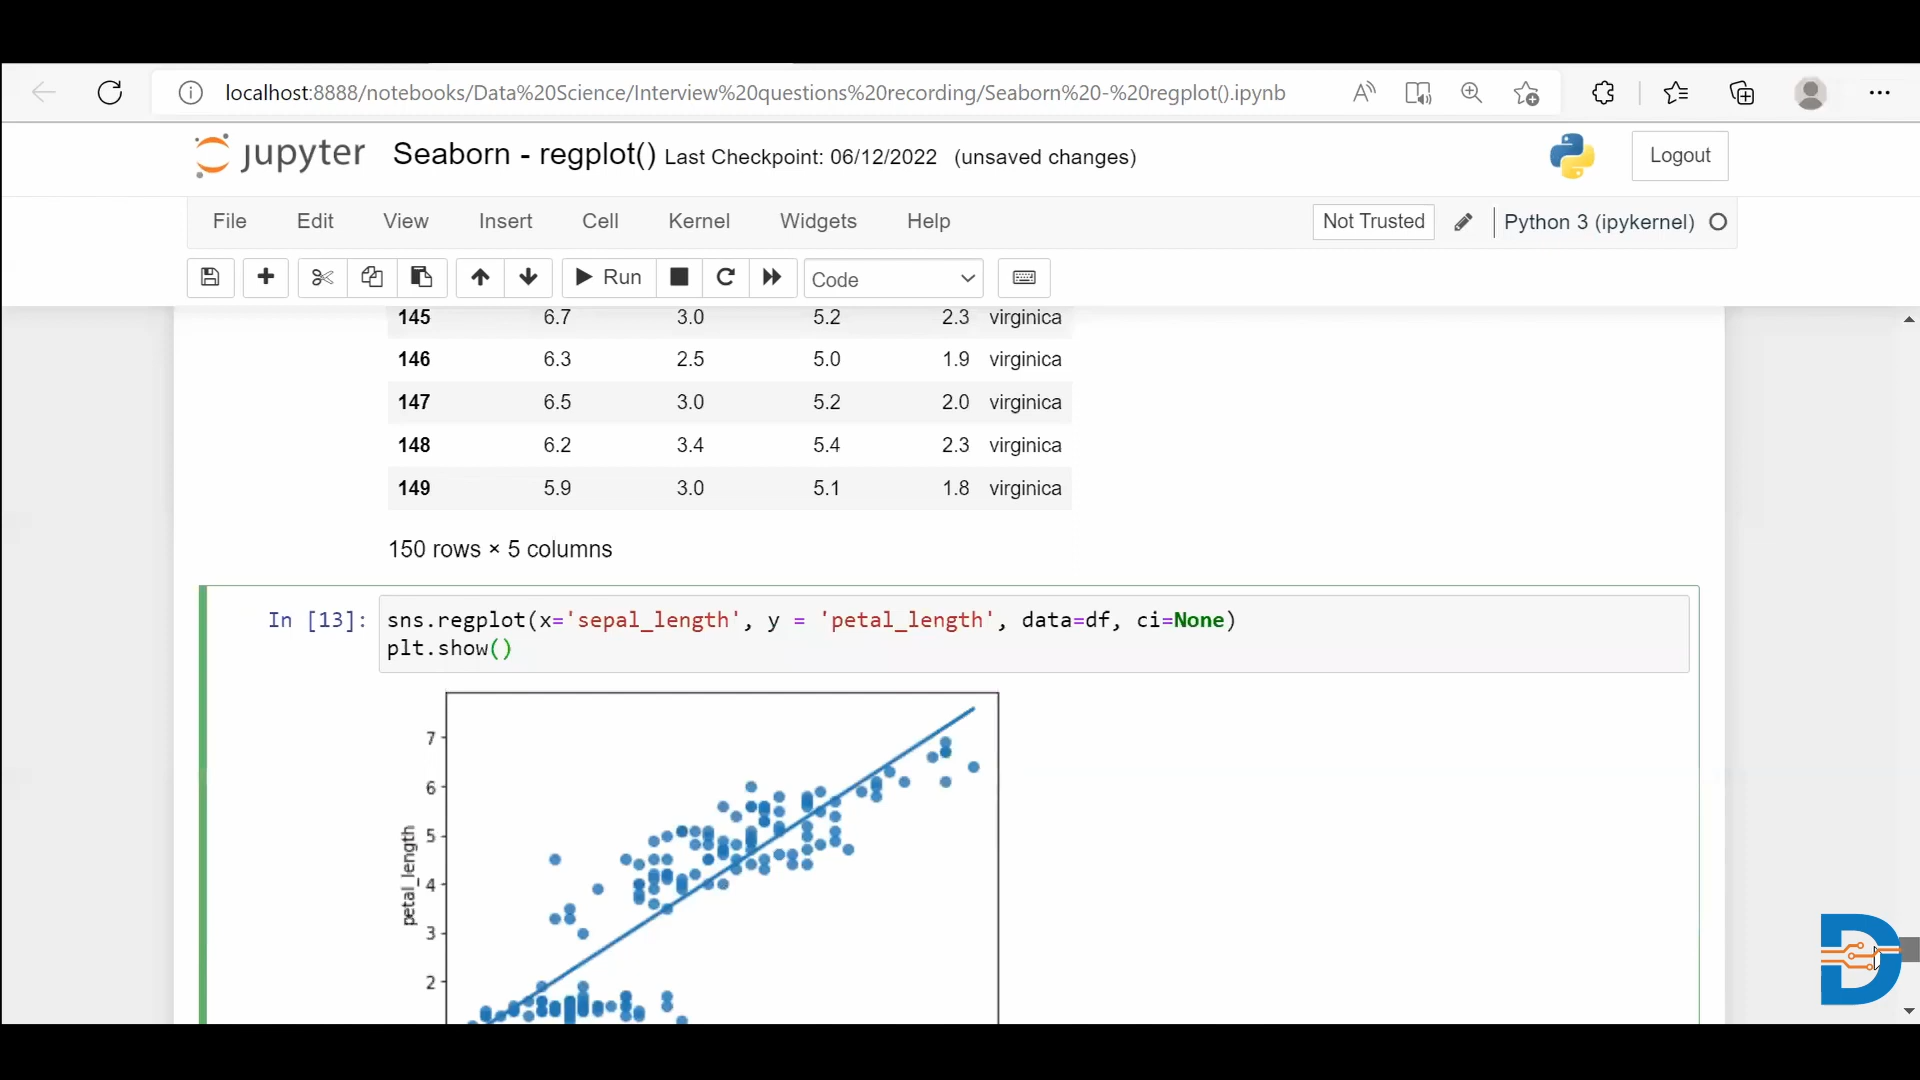 localhost:8888/notebooks/Data%20Science/Interview%20questions%20recording/Seaborn%20-%20regplot().ipynb
jupyter Seaborn - regplot() Last Checkpoint: 06/12/2022 (unsaved changes)
Logout
File Edit View Insert Cell Kernel Widgets Help
Not Trusted
Python 3 (ipykernel)
Run
Code
145 6.7 3.0 5.2 2.3 virginica
146 6.3 2.5 5.0 1.9 virginica
147 6.5 3.0 5.2 2.0 virginica
148 6.2 3.4 5.4 2.3 virginica
149 5.9 3.0 5.1 1.8 virginica
150 rows × 5 columns
In [13]: sns.regplot(x='sepal_length', y = 'petal_length', data=df, ci=None)
plt.show()
7
6
5
4
3
2
petal_length
D